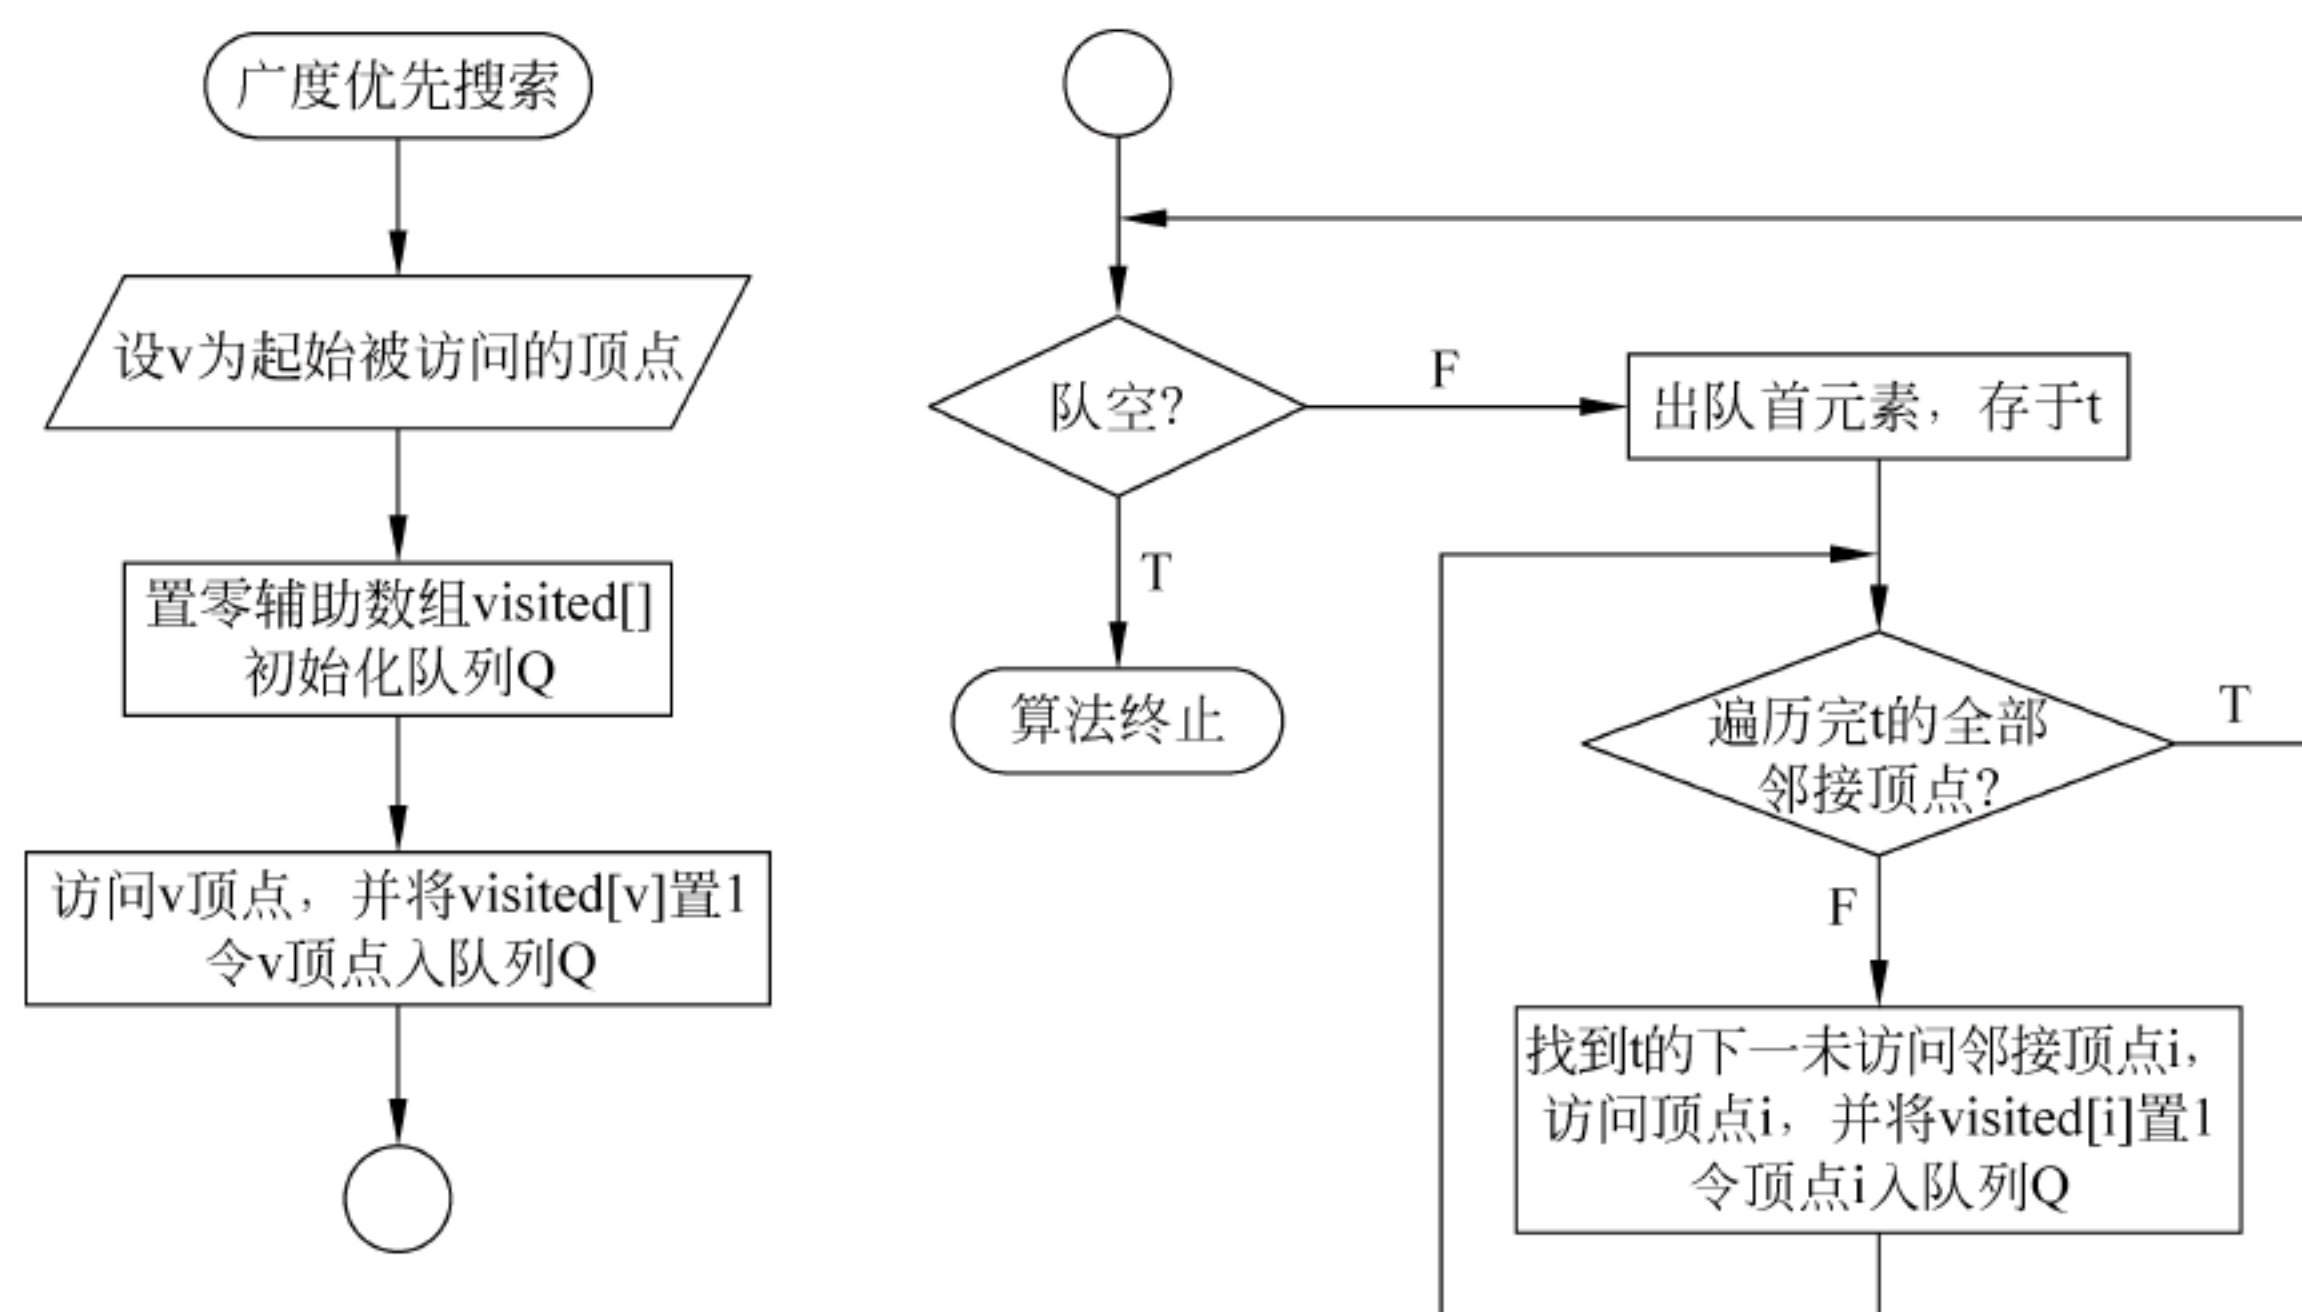 广度优先搜索
设v为起始被访问的顶点
置零辅助数组visited[]
初始化队列Q
访问v顶点，并将visited[v]置1
令v顶点入队列Q
队空?
F
出队首元素，存于t
T
算法终止
遍历完t的全部
邻接顶点?
T
F
找到t的下一未访问邻接顶点i，
访问顶点i，并将visited[i]置1
令顶点i入队列Q